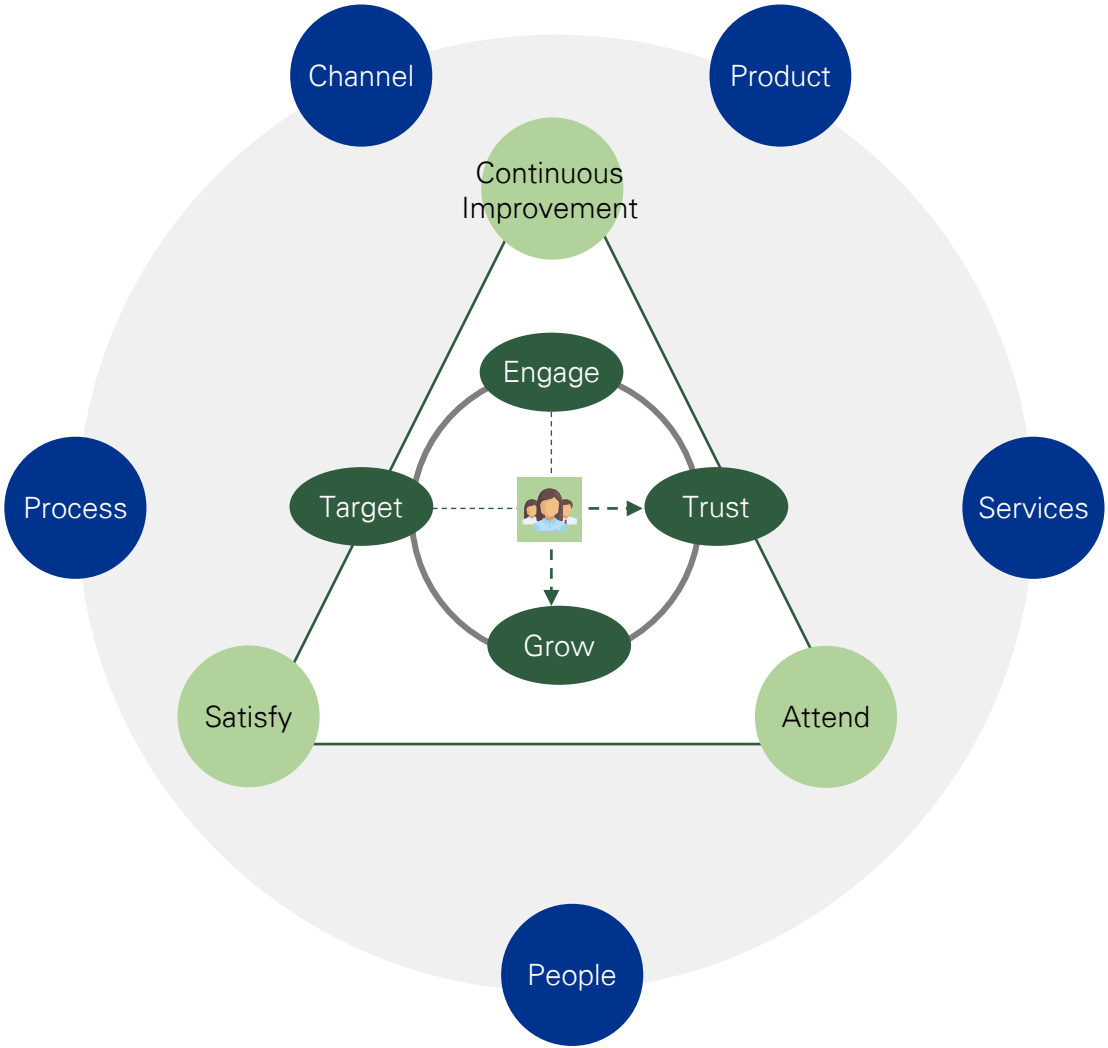 Channel
Product
Continuous
Improvement
Engage
Target
Trust
Process
Services
Grow
Satisfy
Attend
People